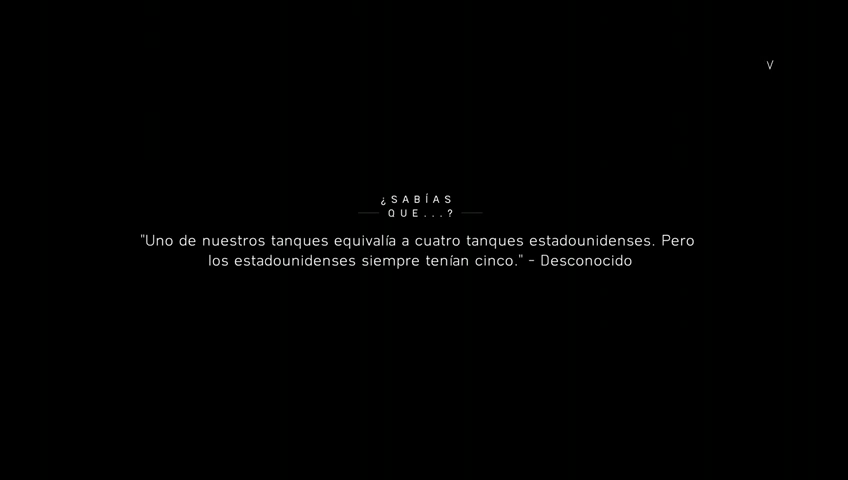 V
¿SABÍAS
QUE...?
"Uno de nuestros tanques equivalía a cuatro tanques estadounidenses. Pero
los estadounidenses siempre tenían cinco." - Desconocido